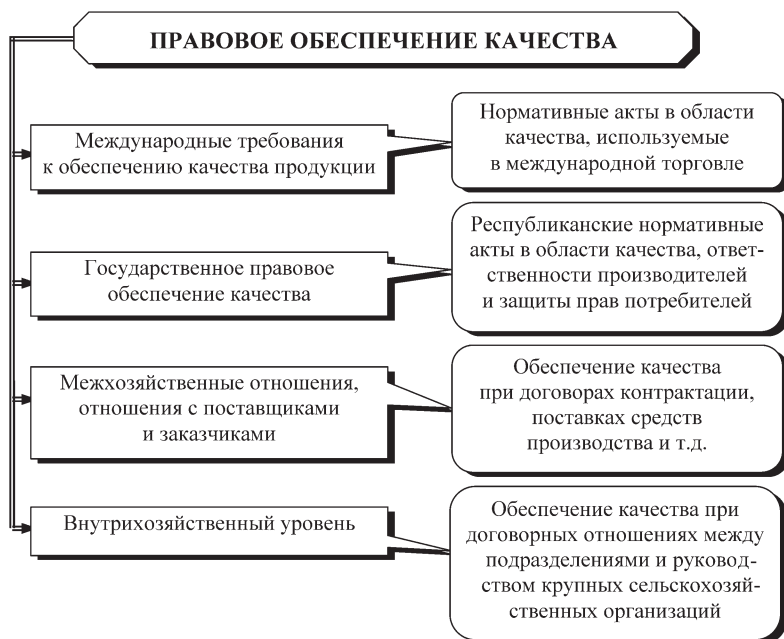 ПРАВОВОЕ ОБЕСПЕЧЕНИЕ КАЧЕСТВА
Международные требования
к обеспечению качества продукции
Нормативные акты в области
качества, используемые
в международной торговле
Государственное правовое
обеспечение качества
Республиканские нормативные
акты в области качества, ответ-
ственности производителей
и защиты прав потребителей
Межхозяйственные отношения,
отношения с поставщиками
и заказчиками
Обеспечение качества
при договорах контрактации,
поставках средств
производства и т.д.
Внутрихозяйственный уровень
Обеспечение качества при
договорных отношениях между
подразделениями и руковод-
ством крупных сельскохозяй-
ственных организаций